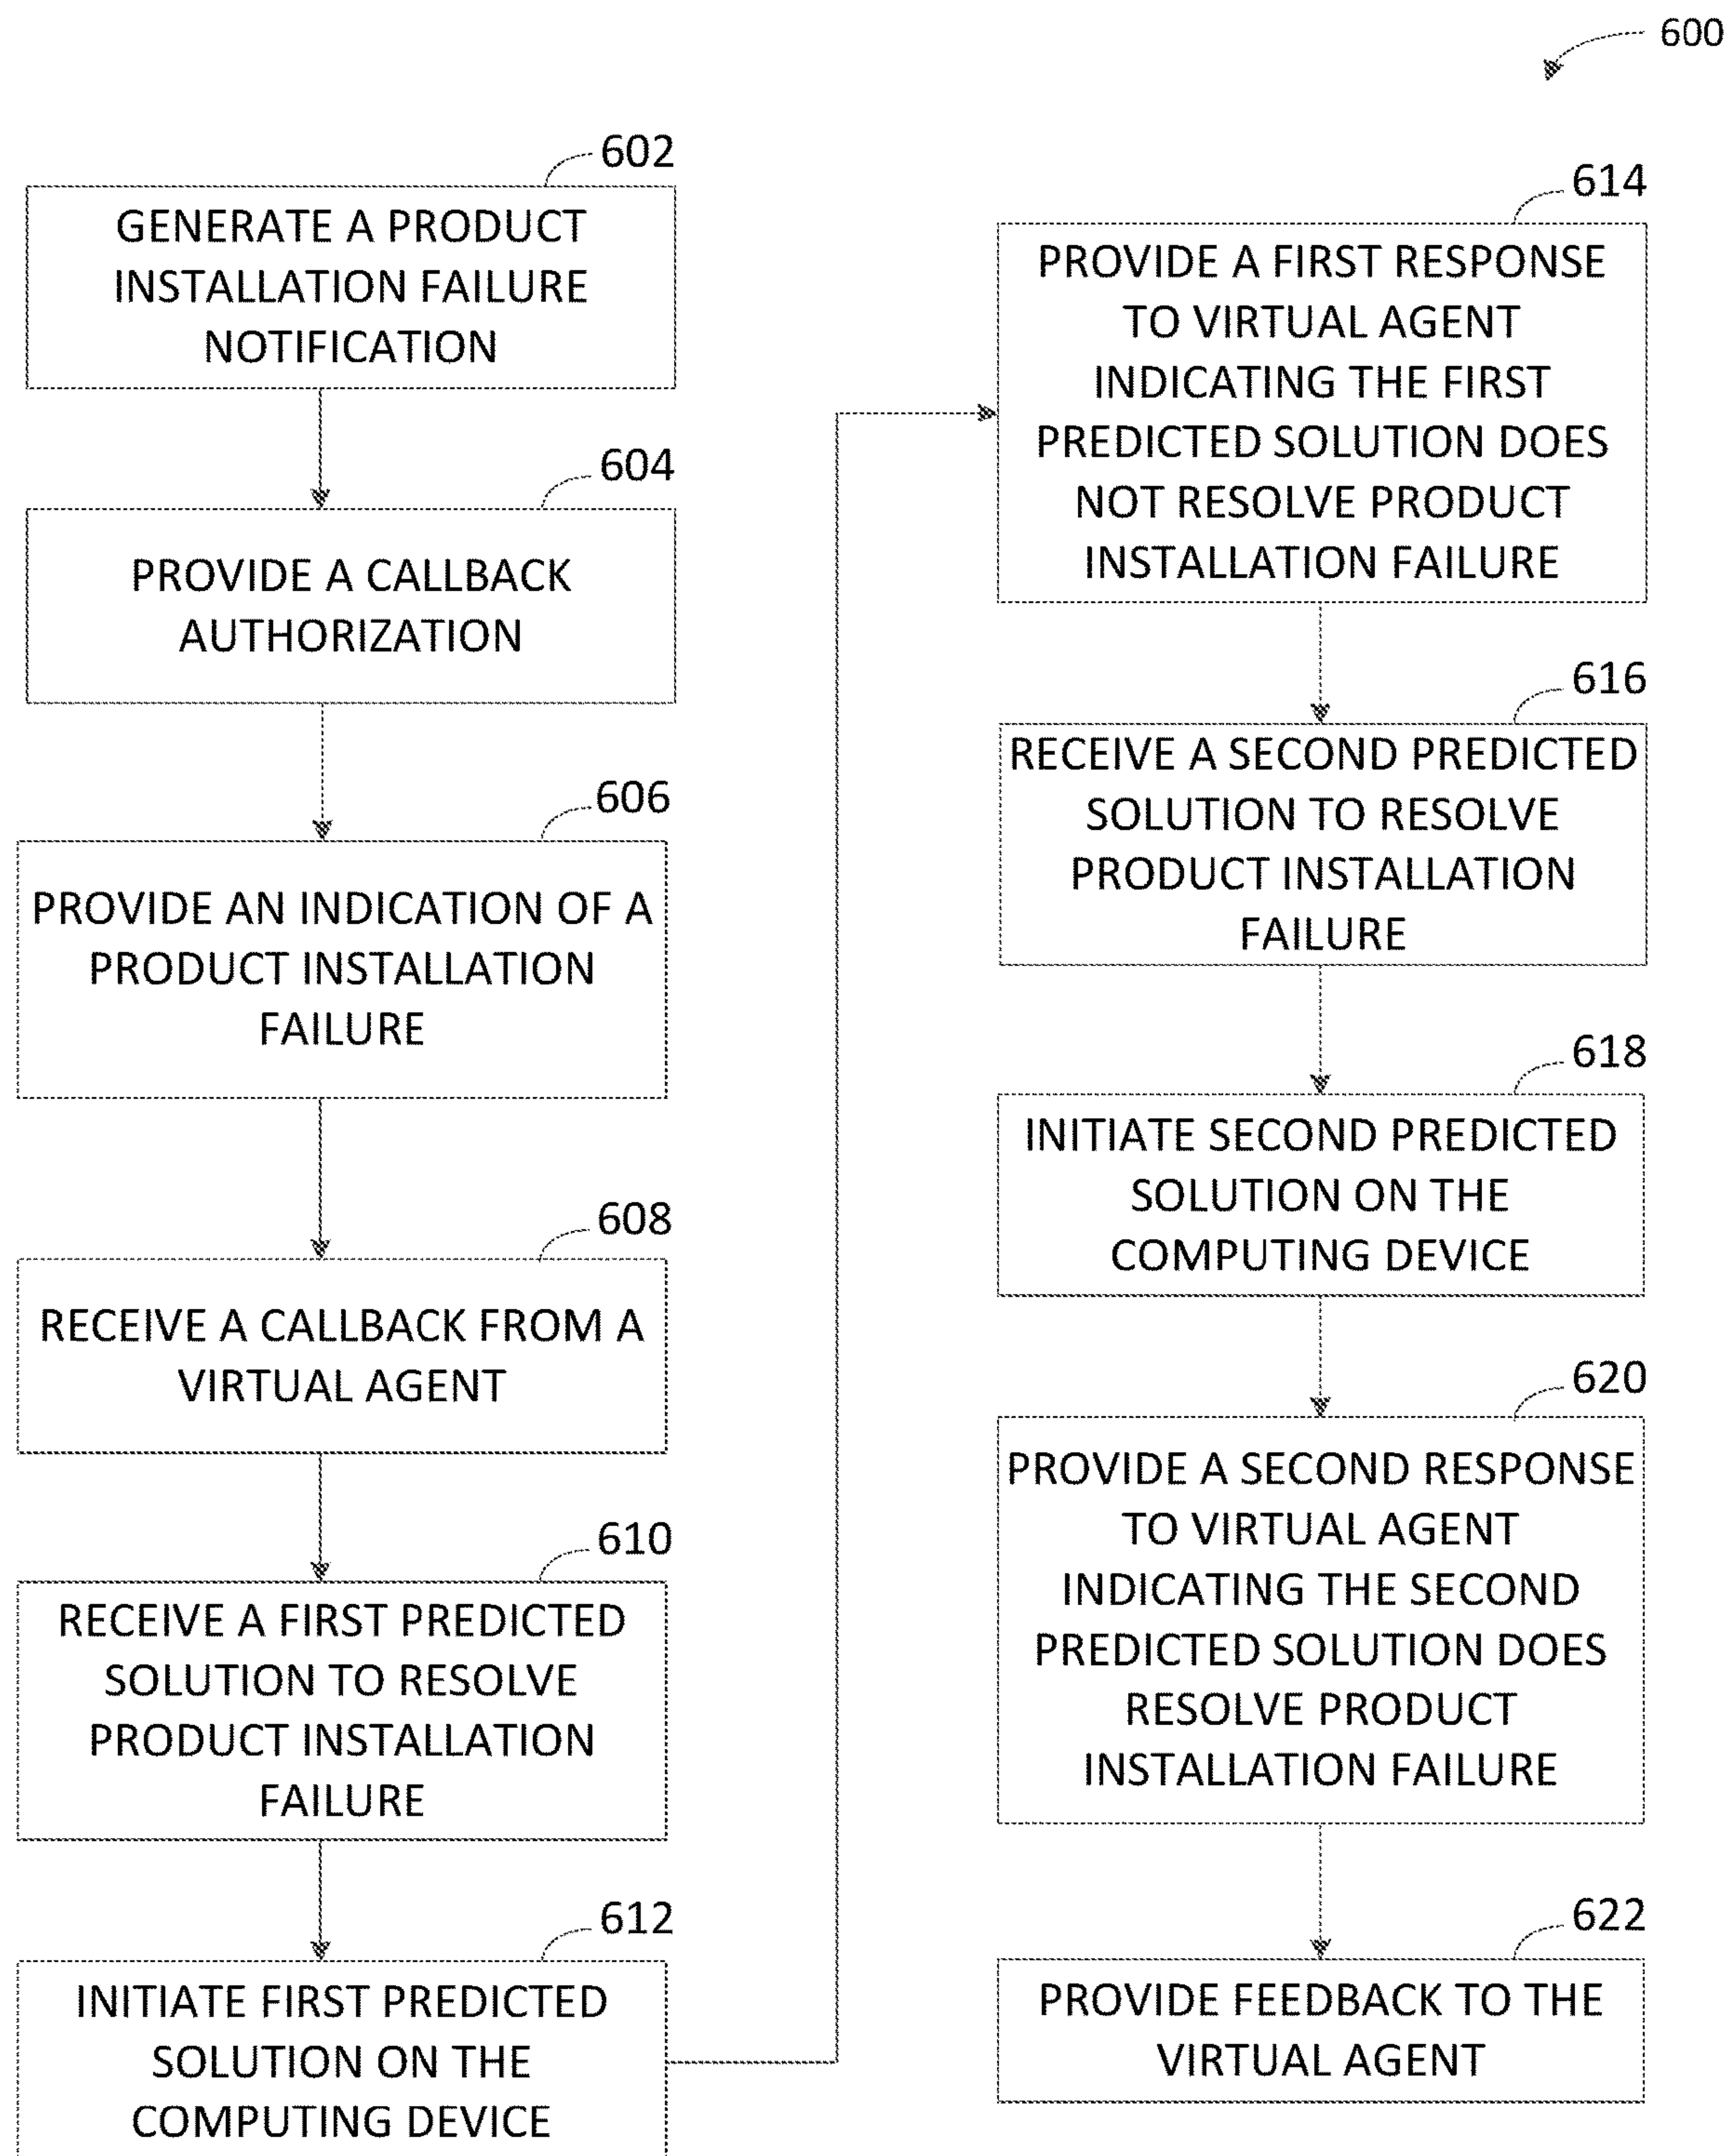 600
602
GENERATE A PRODUCT
INSTALLATION FAILURE
NOTIFICATION
604
PROVIDE A CALLBACK
AUTHORIZATION
606
PROVIDE AN INDICATION OF A
PRODUCT INSTALLATION
FAILURE
608
RECEIVE A CALLBACK FROM A
VIRTUAL AGENT
610
RECEIVE A FIRST PREDICTED
SOLUTION TO RESOLVE
PRODUCT INSTALLATION
FAILURE
612
INITIATE FIRST PREDICTED
SOLUTION ON THE
COMPUTING DEVICE
614
PROVIDE A FIRST RESPONSE
TO VIRTUAL AGENT
INDICATING THE FIRST
PREDICTED SOLUTION DOES
NOT RESOLVE PRODUCT
INSTALLATION FAILURE
616
RECEIVE A SECOND PREDICTED
SOLUTION TO RESOLVE
PRODUCT INSTALLATION
FAILURE
618
INITIATE SECOND PREDICTED
SOLUTION ON THE
COMPUTING DEVICE
620
PROVIDE A SECOND RESPONSE
TO VIRTUAL AGENT
INDICATING THE SECOND
PREDICTED SOLUTION DOES
RESOLVE PRODUCT
INSTALLATION FAILURE
622
PROVIDE FEEDBACK TO THE
VIRTUAL AGENT